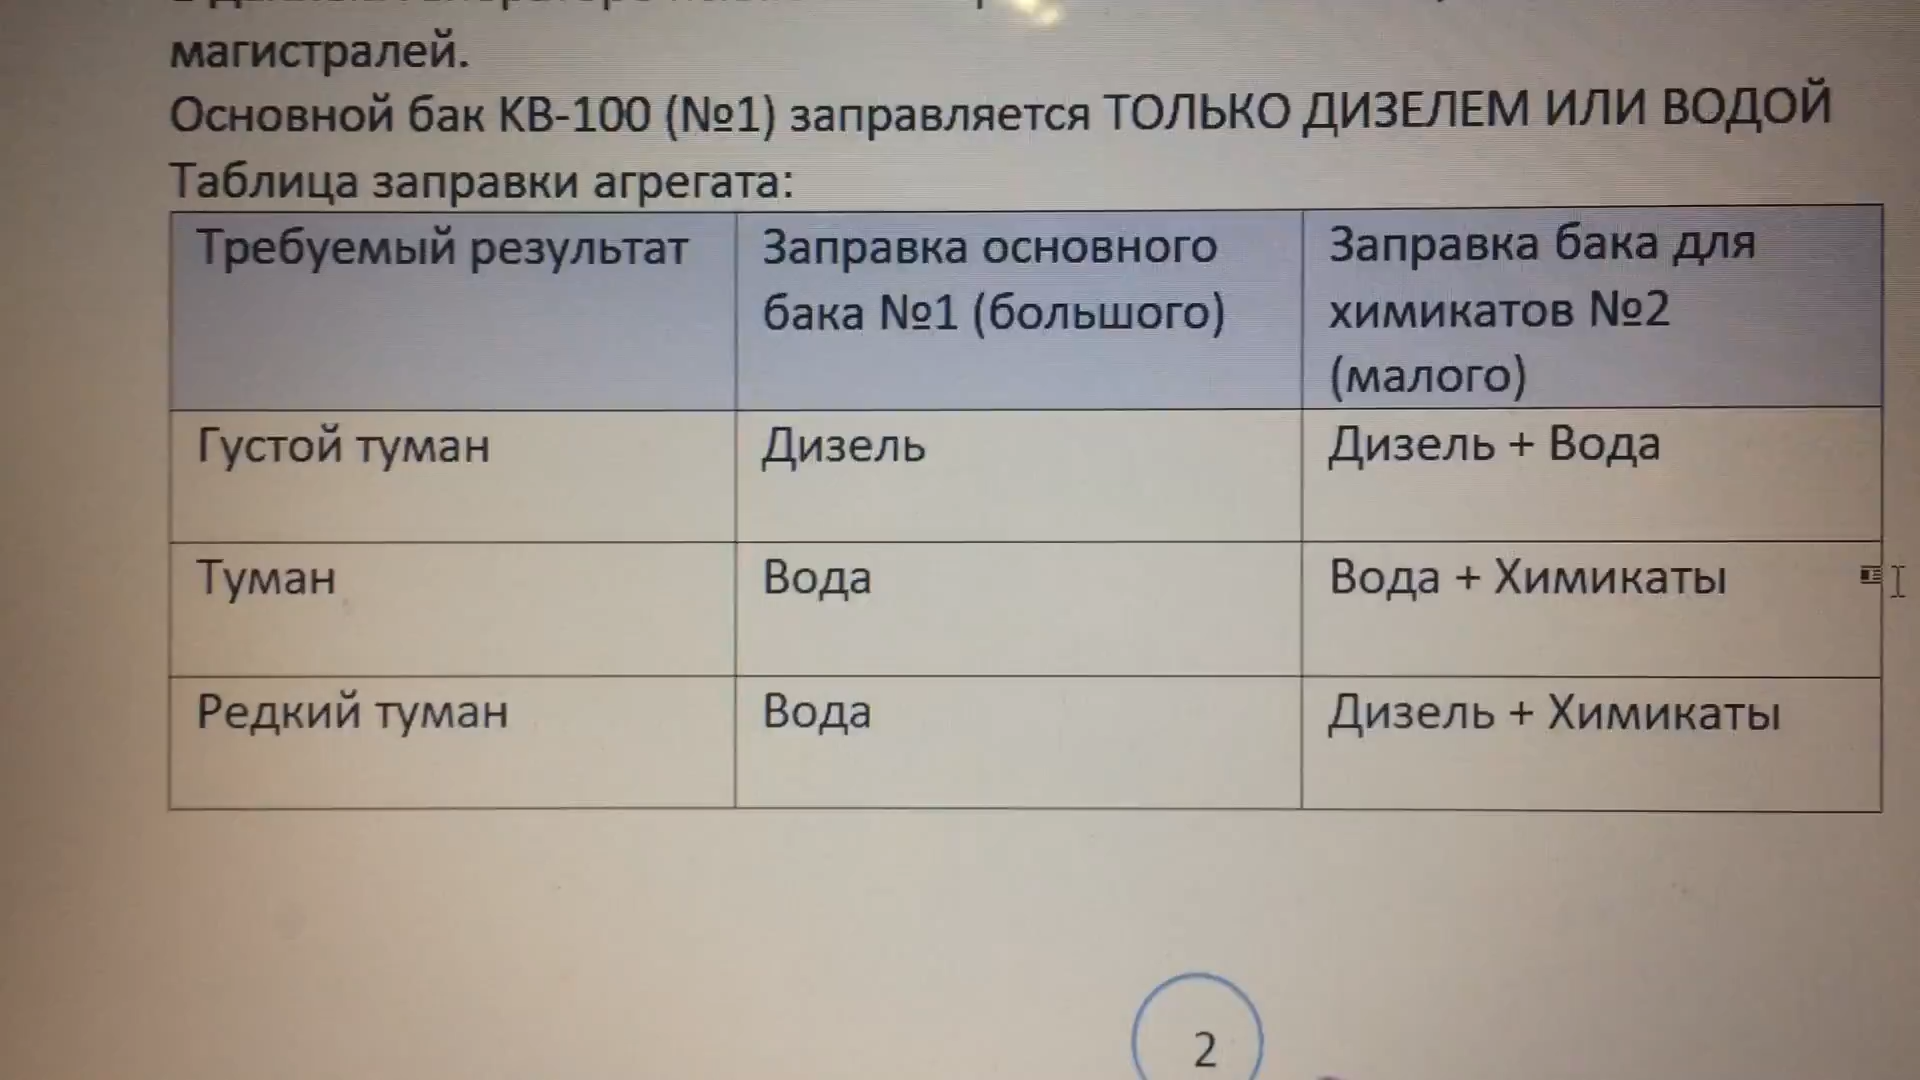 магистралей.
Основной бак КВ-100 (№1) заправляется ТОЛЬКО ДИЗЕЛЕМ ИЛИ ВОДОЙ
Таблица заправки агрегата:
Требуемый результат
Заправка основного
бака №1 (большого)
Заправка бака для
химикатов №2
(малого)
Густой туман
Дизель
Дизель + Вода
Туман
Вода
Вода + Химикаты
Редкий туман
Вода
Дизель + Химикаты
2